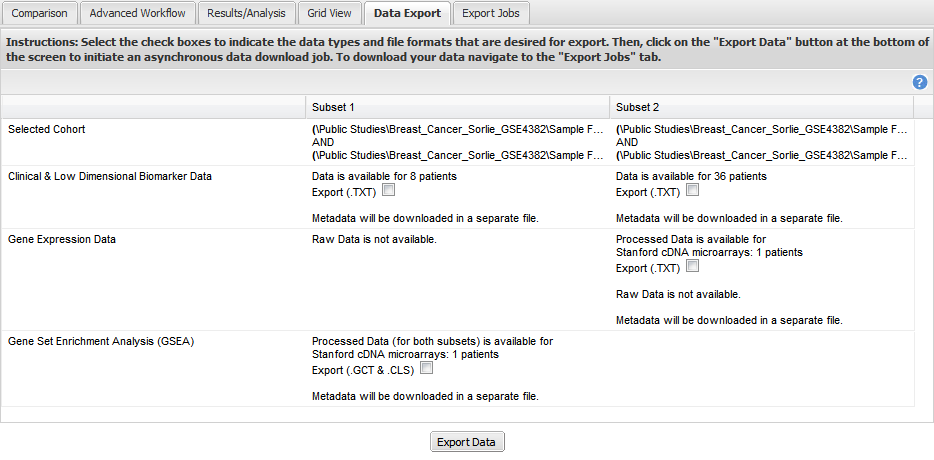 Comparison Advanced Workflow Results/Analysis Grid View Data Export Export Jobs
Instructions: Select the check boxes to indicate the data types and file formats that are desired for export. Then, click on the "Export Data" button at the bottom of
the screen to initiate an asynchronous data download job. To download your data navigate to the "Export Jobs" tab.
?
Subset 1 Subset 2
Selected Cohort
(\Public Studies\Breast_Cancer_Sorlie_GSE4382\Sample F...
AND
(\Public Studies\Breast_Cancer_Sorlie_GSE4382\Sample F...
(\Public Studies\Breast_Cancer_Sorlie_GSE4382\Sample F...
AND
(\Public Studies\Breast_Cancer_Sorlie_GSE4382\Sample F...
Clinical & Low Dimensional Biomarker Data
Data is available for 8 patients
Export (.TXT)
Metadata will be downloaded in a separate file.
Data is available for 36 patients
Export (.TXT)
Metadata will be downloaded in a separate file.
Gene Expression Data
Raw Data is not available.
Processed Data is available for
Stanford cDNA microarrays: 1 patients
Export (.TXT)
Raw Data is not available.
Metadata will be downloaded in a separate file.
Gene Set Enrichment Analysis (GSEA)
Processed Data (for both subsets) is available for
Stanford cDNA microarrays: 1 patients
Export (.GCT & .CLS)
Metadata will be downloaded in a separate file.
Export Data